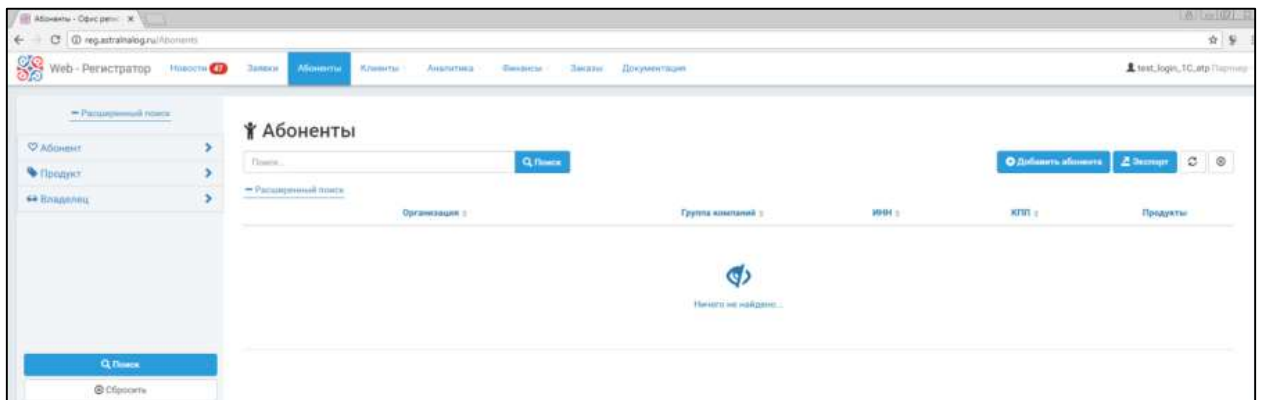 Абоненты - Офис реги
reg.astralnalog.ru/Abonents
Web - Регистратор Новости 47 Заявки Абоненты Клиенты Аналитика Финансы Заказы Документация test_login_1C_atp Партнер
Расширенный поиск
Абоненты
Абонент
Поиск... Поиск Добавить абонента Экспорт
Продукт
Расширенный поиск
Владелец
Организация Группа компаний ИНН КПП Продукты
Ничего не найдено...
Поиск
Сбросить